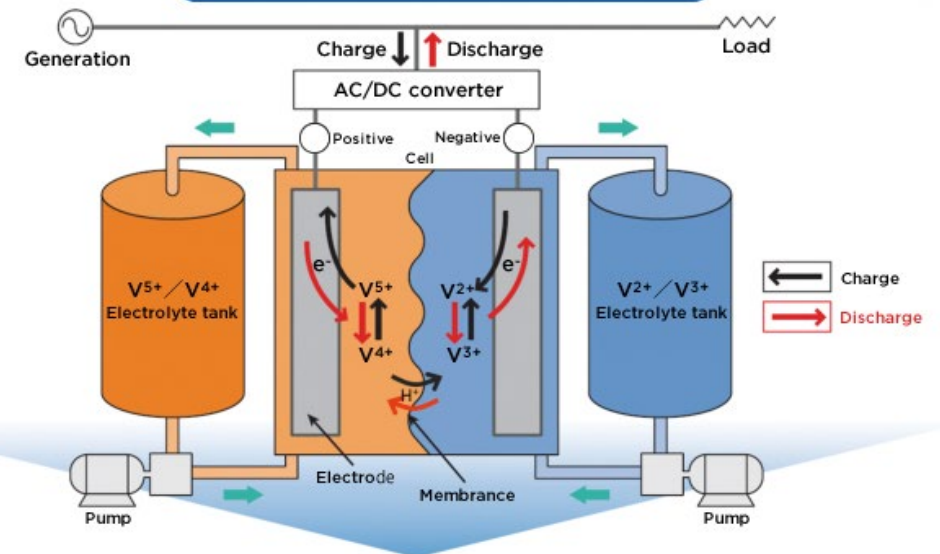 Generation
Charge
Discharge
Load
AC/DC converter
Positive
Negative
Cell
e-
e-
V5+／V4+
Electrolyte tank
V5+
V2+
V4+
V3+
H+
V2+／V3+
Electrolyte tank
Charge
Discharge
Electrode
Membrance
Pump
Pump